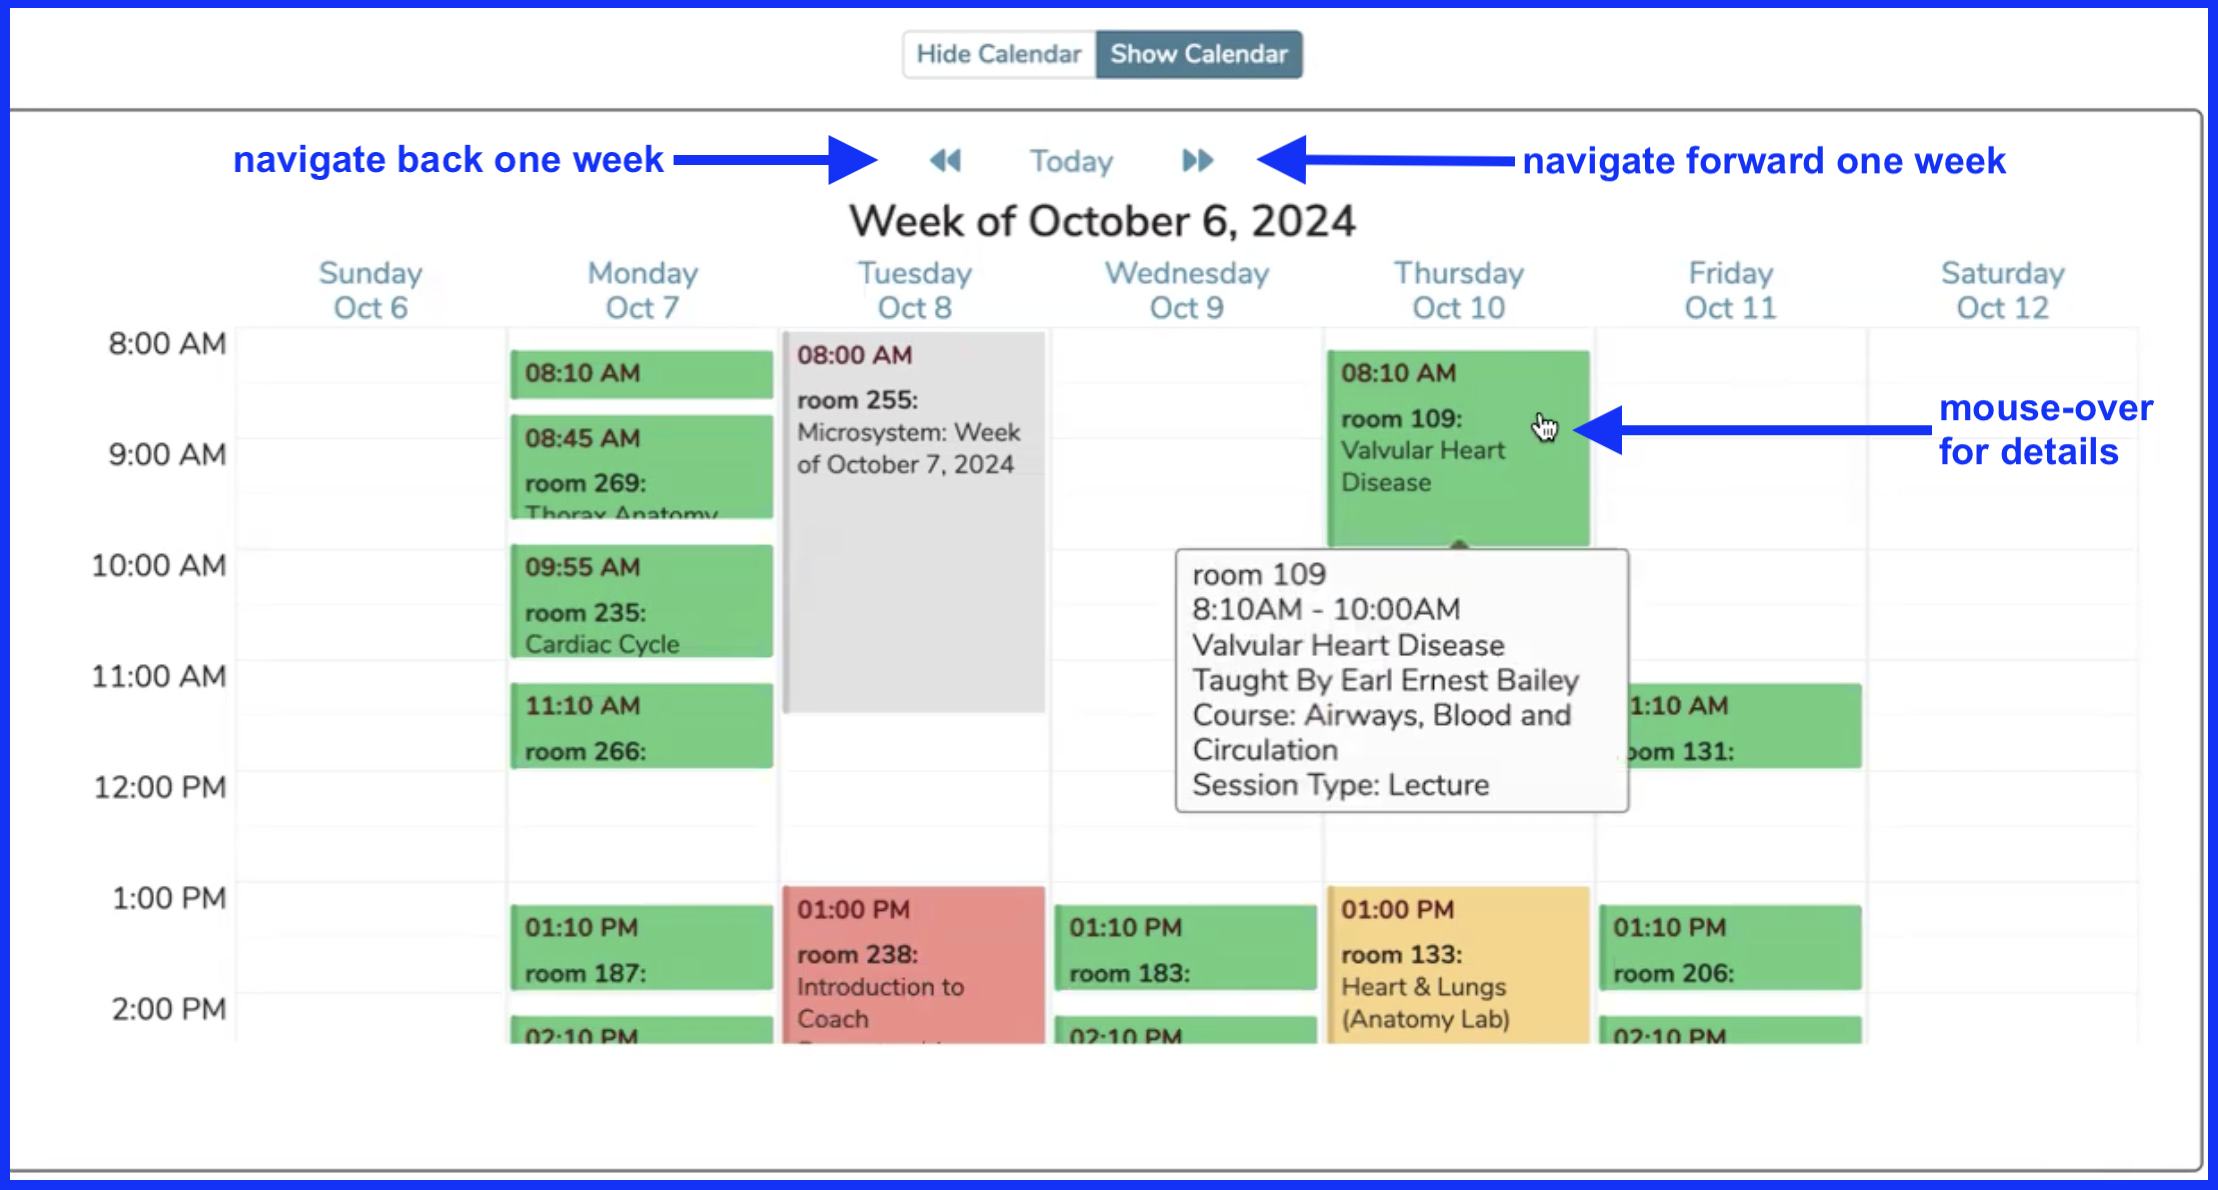 Hide Calendar Show Calendar
navigate back one week Today navigate forward one week
Week of October 6, 2024
Sunday Monday Tuesday Wednesday Thursday Friday Saturday
Oct 6 Oct 7 Oct 8 Oct 9 Oct 10 Oct 11 Oct 12
8:00 AM
9:00 AM
10:00 AM
11:00 AM
12:00 PM
1:00 PM
2:00 PM
08:10 AM
08:45 AM
room 269:
Thorax Anatomy
09:55 AM
room 235:
Cardiac Cycle
11:10 AM
room 266:
01:10 PM
room 187:
02:10 PM
08:00 AM
room 255:
Microsystem: Week
of October 7, 2024
01:00 PM
room 238:
Introduction to
Coach
01:10 PM
room 183:
02:10 PM
08:10 AM
room 109:
Valvular Heart
Disease
mouse-over
for details
room 109
8:10AM - 10:00AM
Valvular Heart Disease
Taught By Earl Ernest Bailey
Course: Airways, Blood and
Circulation
Session Type: Lecture
01:00 PM
room 133:
Heart & Lungs
(Anatomy Lab)
1:10 AM
oom 131:
01:10 PM
room 206:
02:10 PM